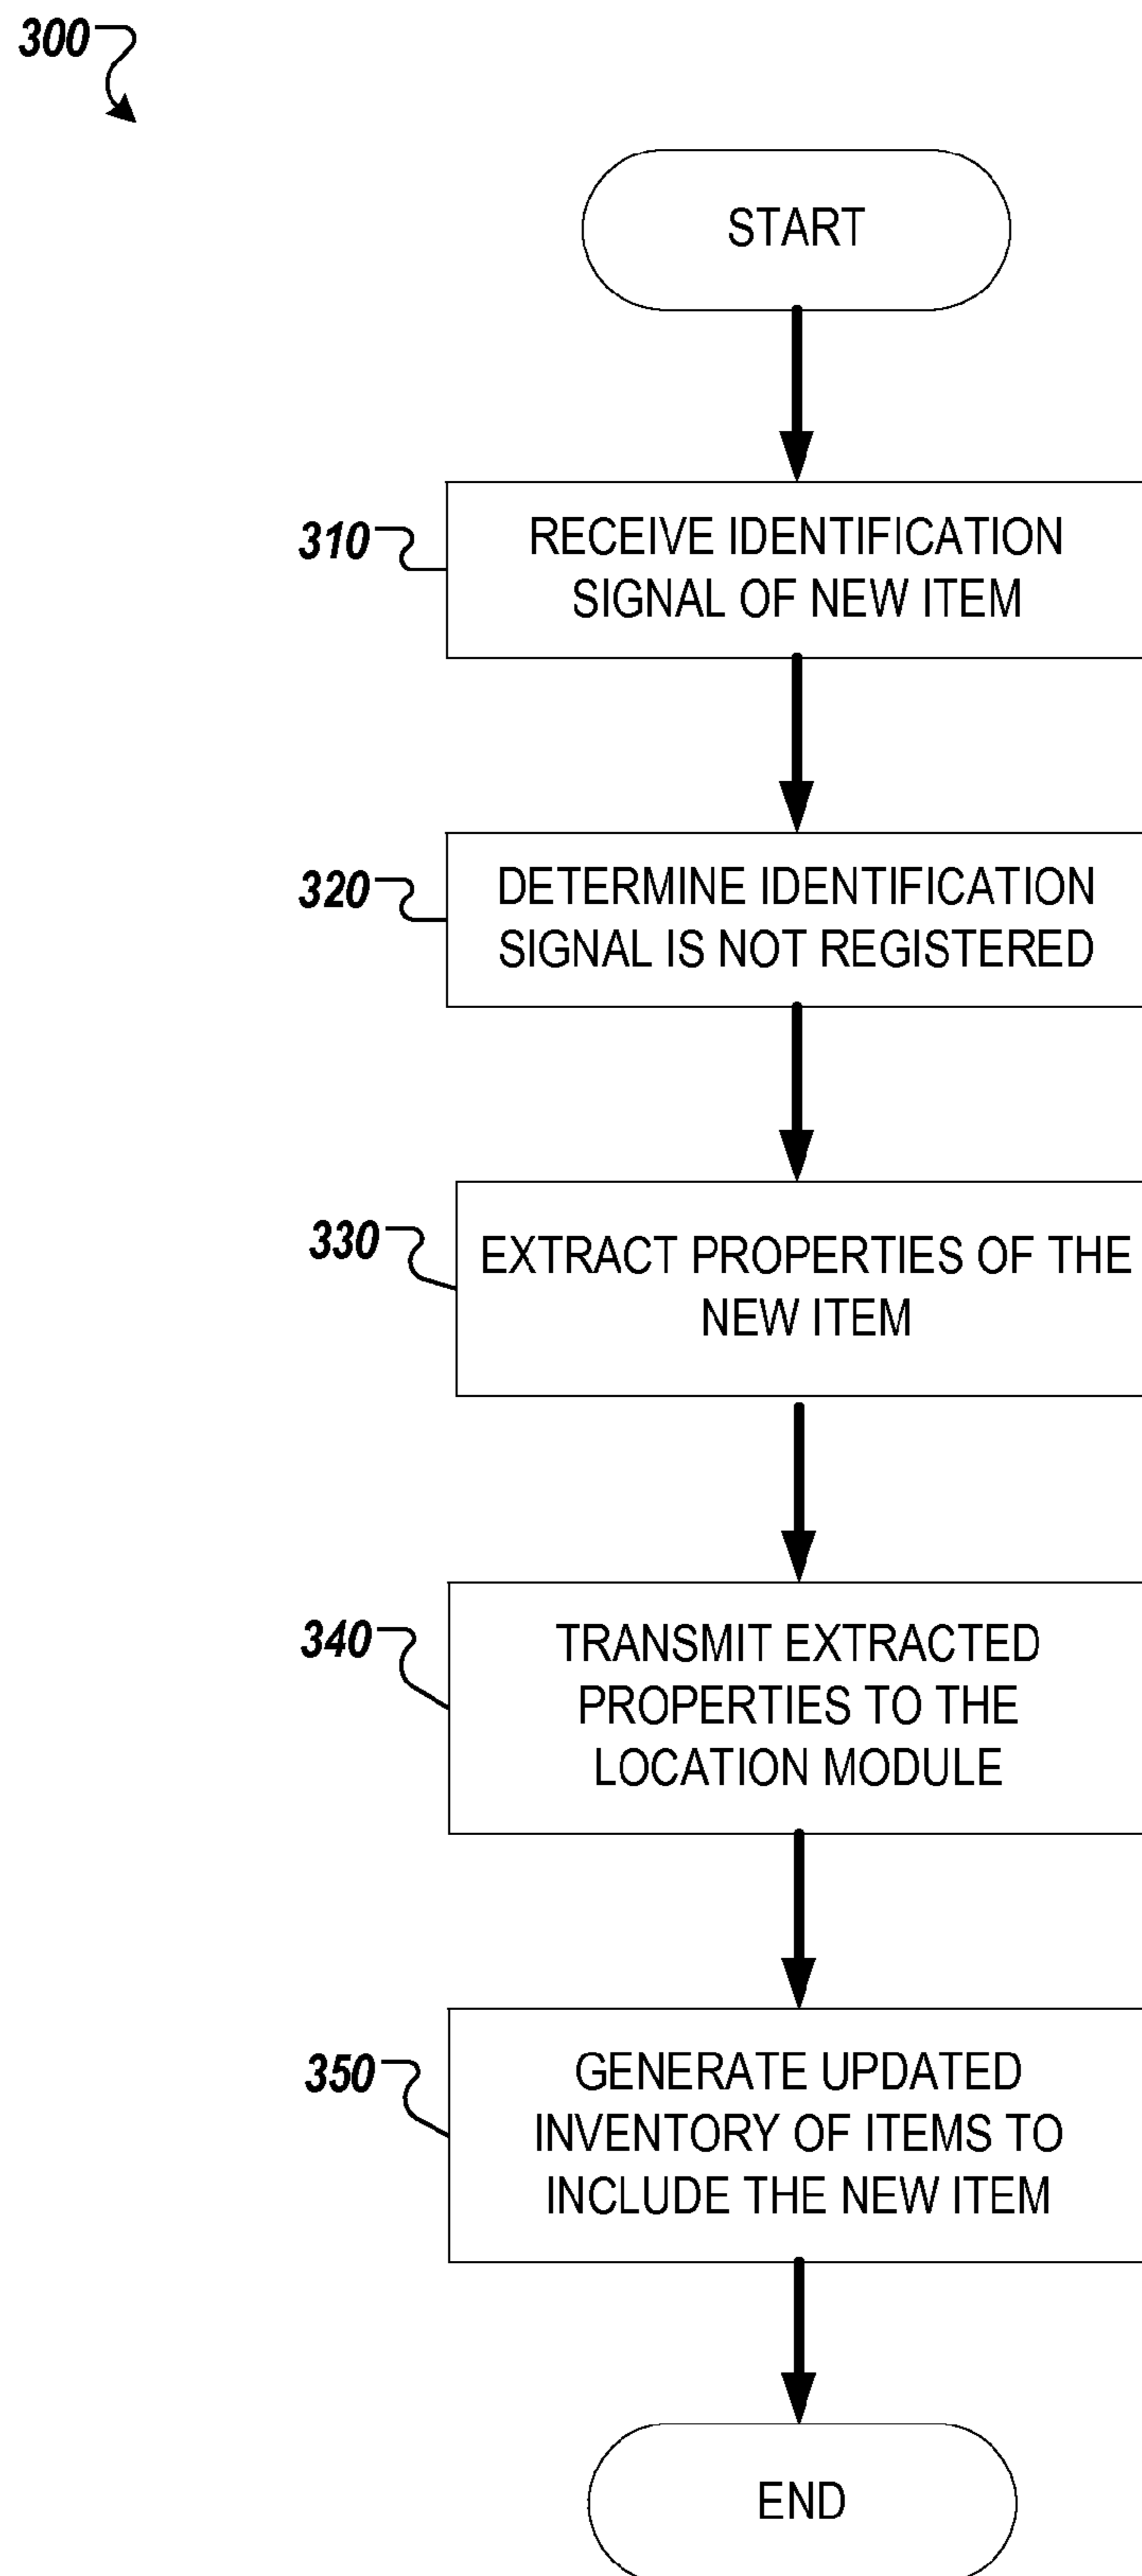 300
START
310
RECEIVE IDENTIFICATION
SIGNAL OF NEW ITEM
320
DETERMINE IDENTIFICATION
SIGNAL IS NOT REGISTERED
330
EXTRACT PROPERTIES OF THE
NEW ITEM
340
TRANSMIT EXTRACTED
PROPERTIES TO THE
LOCATION MODULE
350
GENERATE UPDATED
INVENTORY OF ITEMS TO
INCLUDE THE NEW ITEM
END